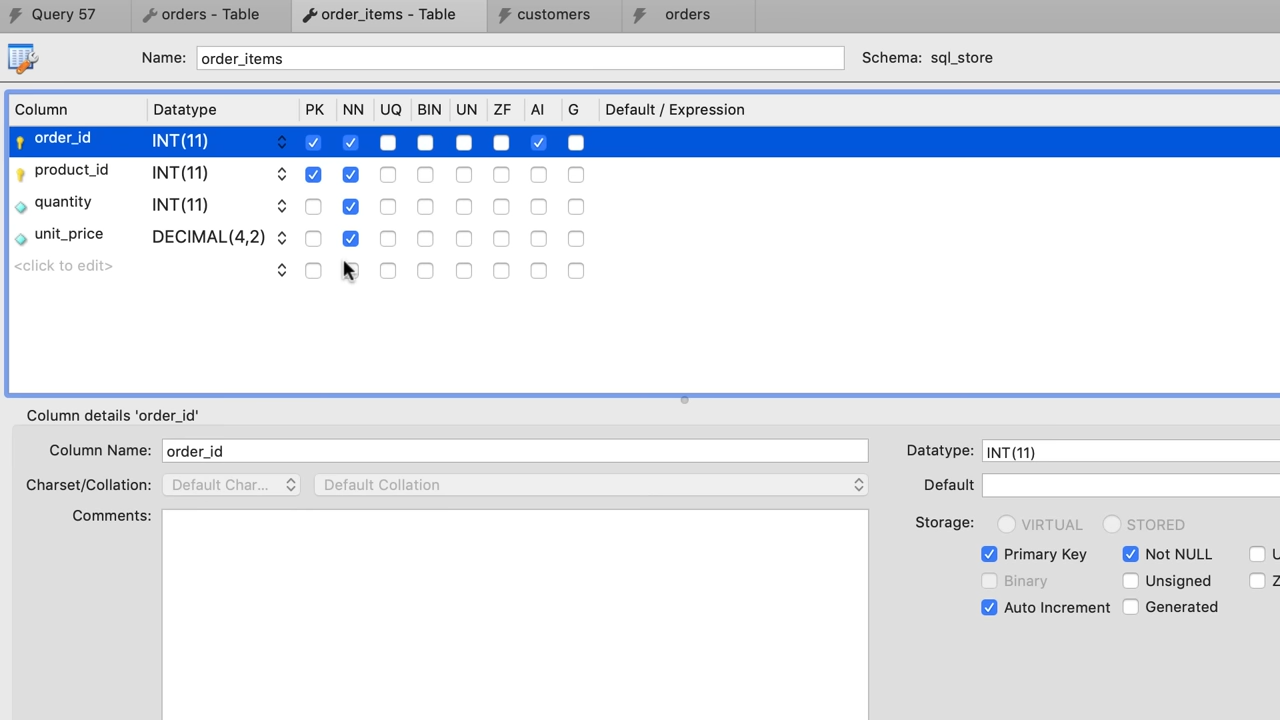 Query 57 orders - Table order_items - Table customers orders
Name: order_items Schema: sql_store
Column Datatype PK NN UQ BIN UN ZF AI G Default / Expression
order_id INT(11)
product_id INT(11)
quantity INT(11)
unit_price DECIMAL(4,2)
<click to edit>
Column details 'order_id'
Column Name: order_id Datatype: INT(11)
Charset/Collation: Default Char... Default Collation Default
Comments: Storage: VIRTUAL STORED
Primary Key Not NULL U
Binary Unsigned Z
Auto Increment Generated